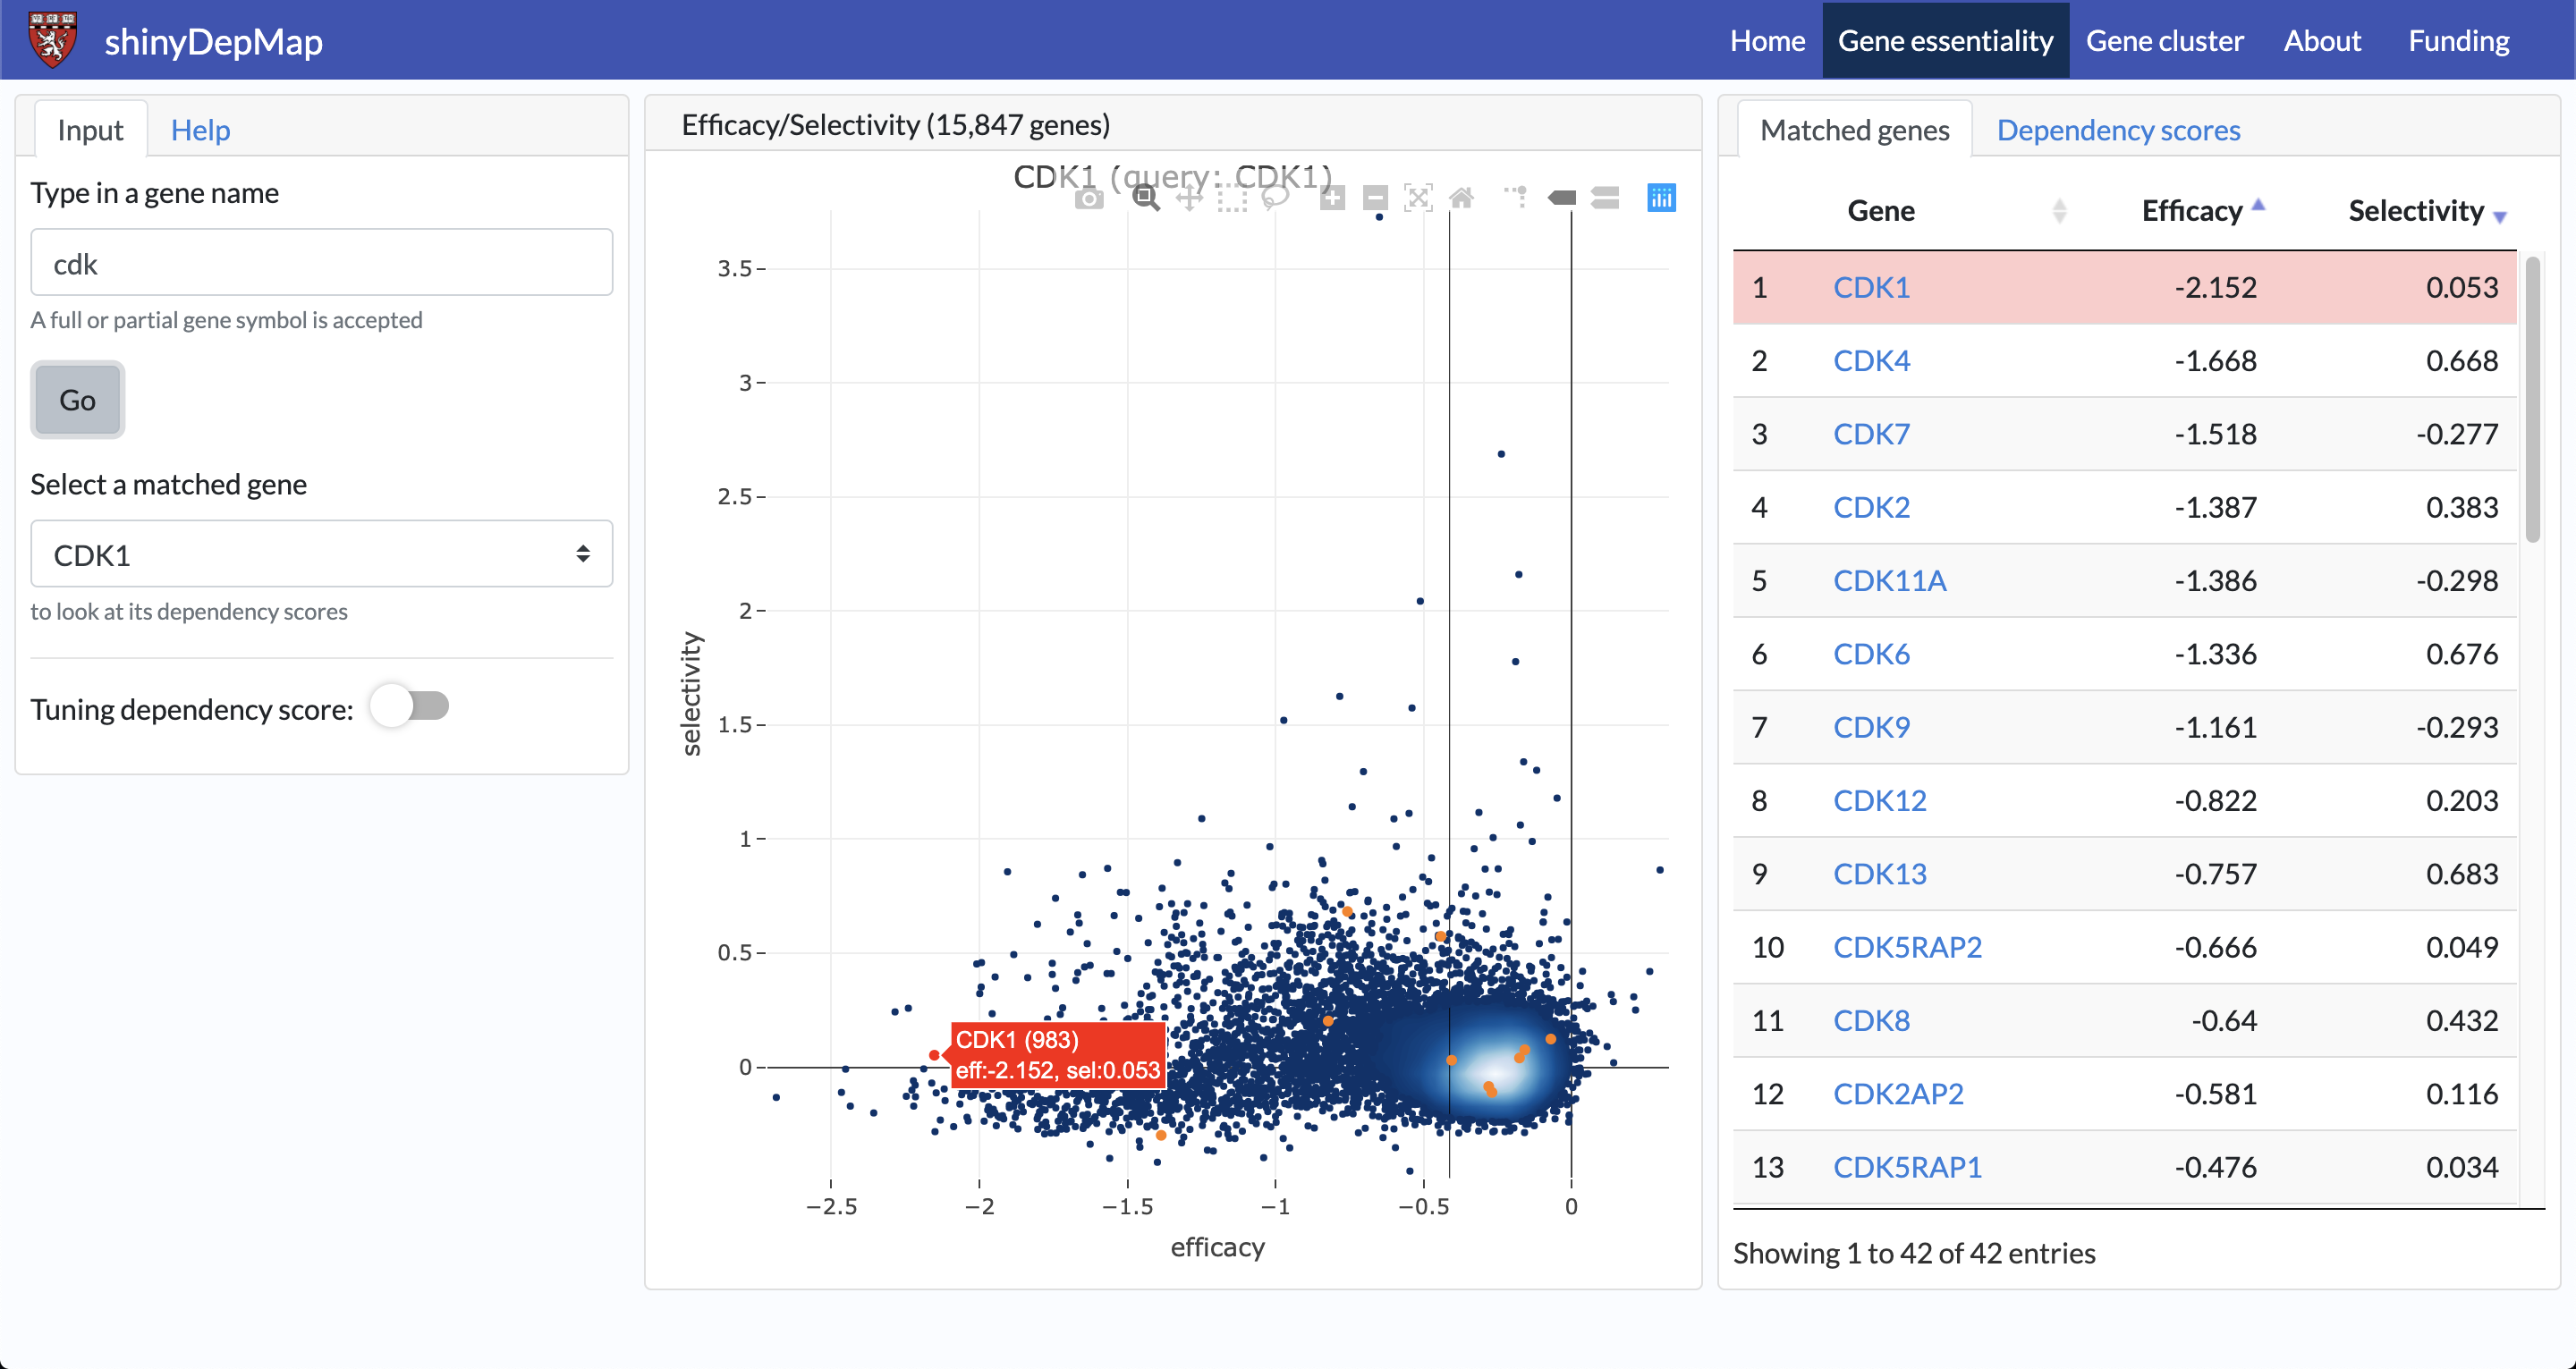 shinyDepMap
Home Gene essentiality Gene cluster About Funding
Input Help
Type in a gene name
cdk
A full or partial gene symbol is accepted
Go
Select a matched gene
CDK1
to look at its dependency scores
Tuning dependency score:
Efficacy/Selectivity (15,847 genes)
CDK1 (query: CDK1)
3.5
3
2.5
2
1.5
1
0.5
0
selectivity
CDK1 (983)
eff:-2.152, sel:0.053
−2.5 −2 −1.5 −1 −0.5 0
efficacy
Matched genes Dependency scores
Gene Efficacy Selectivity
1 CDK1 -2.152 0.053
2 CDK4 -1.668 0.668
3 CDK7 -1.518 -0.277
4 CDK2 -1.387 0.383
5 CDK11A -1.386 -0.298
6 CDK6 -1.336 0.676
7 CDK9 -1.161 -0.293
8 CDK12 -0.822 0.203
9 CDK13 -0.757 0.683
10 CDK5RAP2 -0.666 0.049
11 CDK8 -0.64 0.432
12 CDK2AP2 -0.581 0.116
13 CDK5RAP1 -0.476 0.034
Showing 1 to 42 of 42 entries